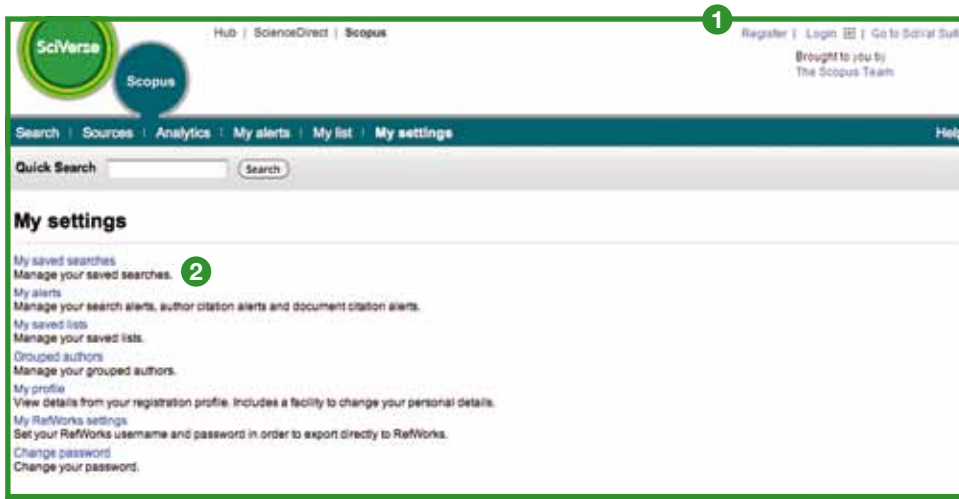 1
SciVerse
Scopus
Hub | ScienceDirect | Scopus
Register | Login | Go to SciVal Suit
Brought to you by
The Scopus Team
Search | Sources | Analytics | My alerts | My list | My settings
Help
Quick Search
Search
My settings
My saved searches
Manage your saved searches.
2
My alerts
Manage your search alerts, author citation alerts and document citation alerts.
My saved lists
Manage your saved lists.
Grouped authors
Manage your grouped authors.
My profile
View details from your registration profile. Includes a facility to change your personal details.
My RefWorks settings
Set your RefWorks username and password in order to export directly to RefWorks.
Change password
Change your password.